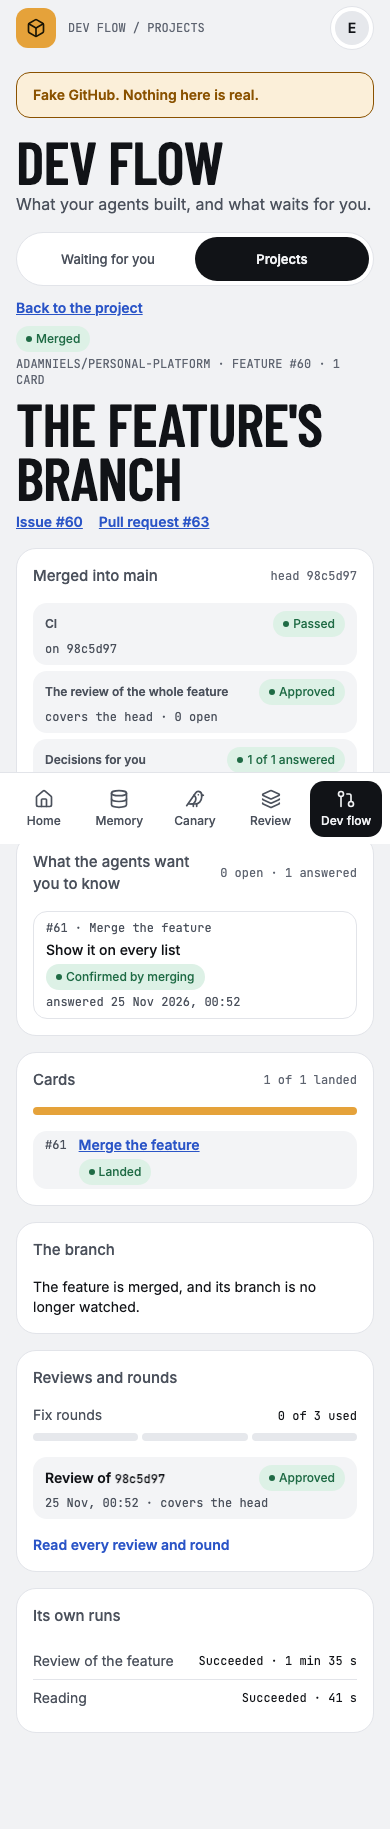 DEV FLOW / PROJECTS
E
Fake GitHub. Nothing here is real.
DEV FLOW
What your agents built, and what waits for you.
Waiting for you
Projects
Back to the project
Merged
ADAMNIELS/PERSONAL-PLATFORM · FEATURE #60 · 1
CARD
THE FEATURE'S
BRANCH
Issue #60
Pull request #63
Merged into main
head 98c5d97
CI
Passed
on 98c5d97
The review of the whole feature
Approved
covers the head · 0 open
Decisions for you
1 of 1 answered
Home
Memory
Canary
Review
Dev flow
What the agents want
you to know
0 open · 1 answered
#61 · Merge the feature
Show it on every list
Confirmed by merging
answered 25 Nov 2026, 00:52
Cards
1 of 1 landed
#61
Merge the feature
Landed
The branch
The feature is merged, and its branch is no
longer watched.
Reviews and rounds
Fix rounds
0 of 3 used
Review of 98c5d97
Approved
25 Nov, 00:52 · covers the head
Read every review and round
Its own runs
Review of the feature
Succeeded · 1 min 35 s
Reading
Succeeded · 41 s